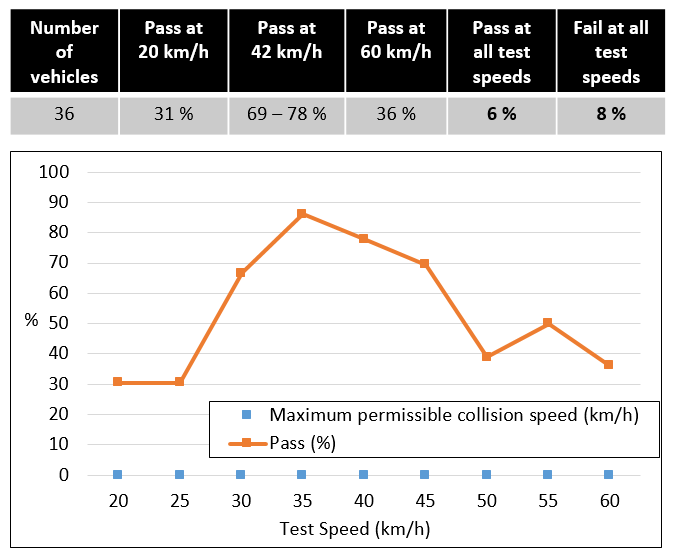 Number of vehicles
Pass at 20 km/h
Pass at 42 km/h
Pass at 60 km/h
Pass at all test speeds
Fail at all test speeds
36
31 %
69 – 78 %
36 %
6 %
8 %
100
90
80
70
60
50
40
30
20
10
0
%
Maximum permissible collision speed (km/h)
Pass (%)
20 25 30 35 40 45 50 55 60
Test Speed (km/h)